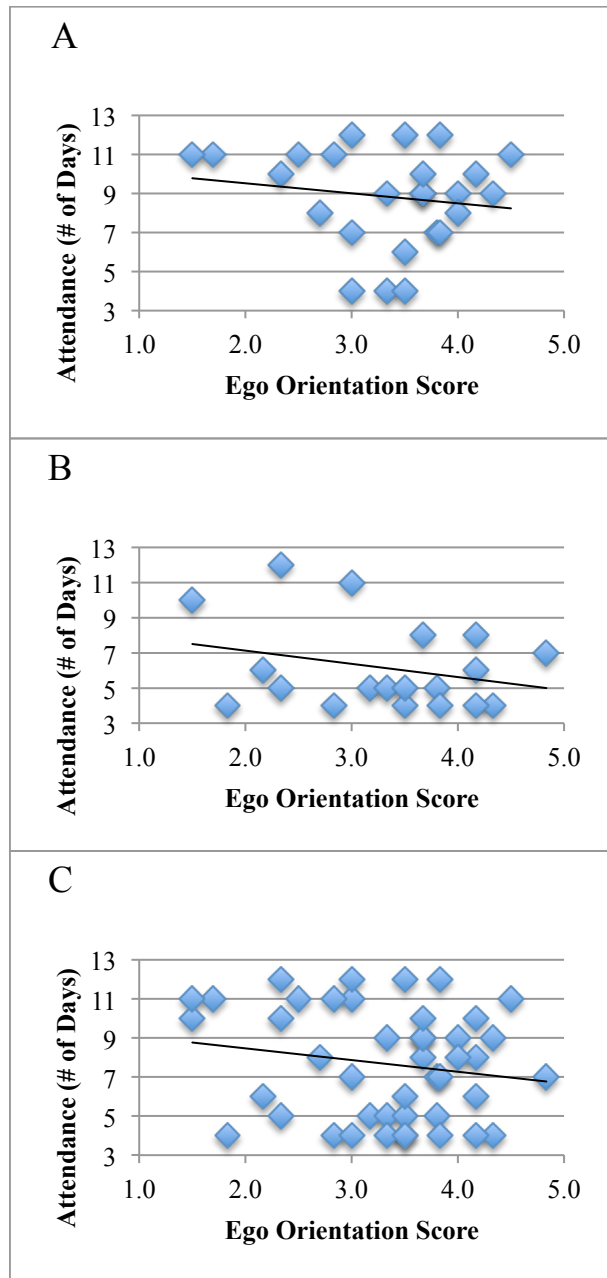 A
Attendance (# of Days)
13
11
9
7
5
3
1.0 2.0 3.0 4.0 5.0
Ego Orientation Score
B
Attendance (# of Days)
13
11
9
7
5
3
1.0 2.0 3.0 4.0 5.0
Ego Orientation Score
C
Attendance (# of Days)
13
11
9
7
5
3
1.0 2.0 3.0 4.0 5.0
Ego Orientation Score